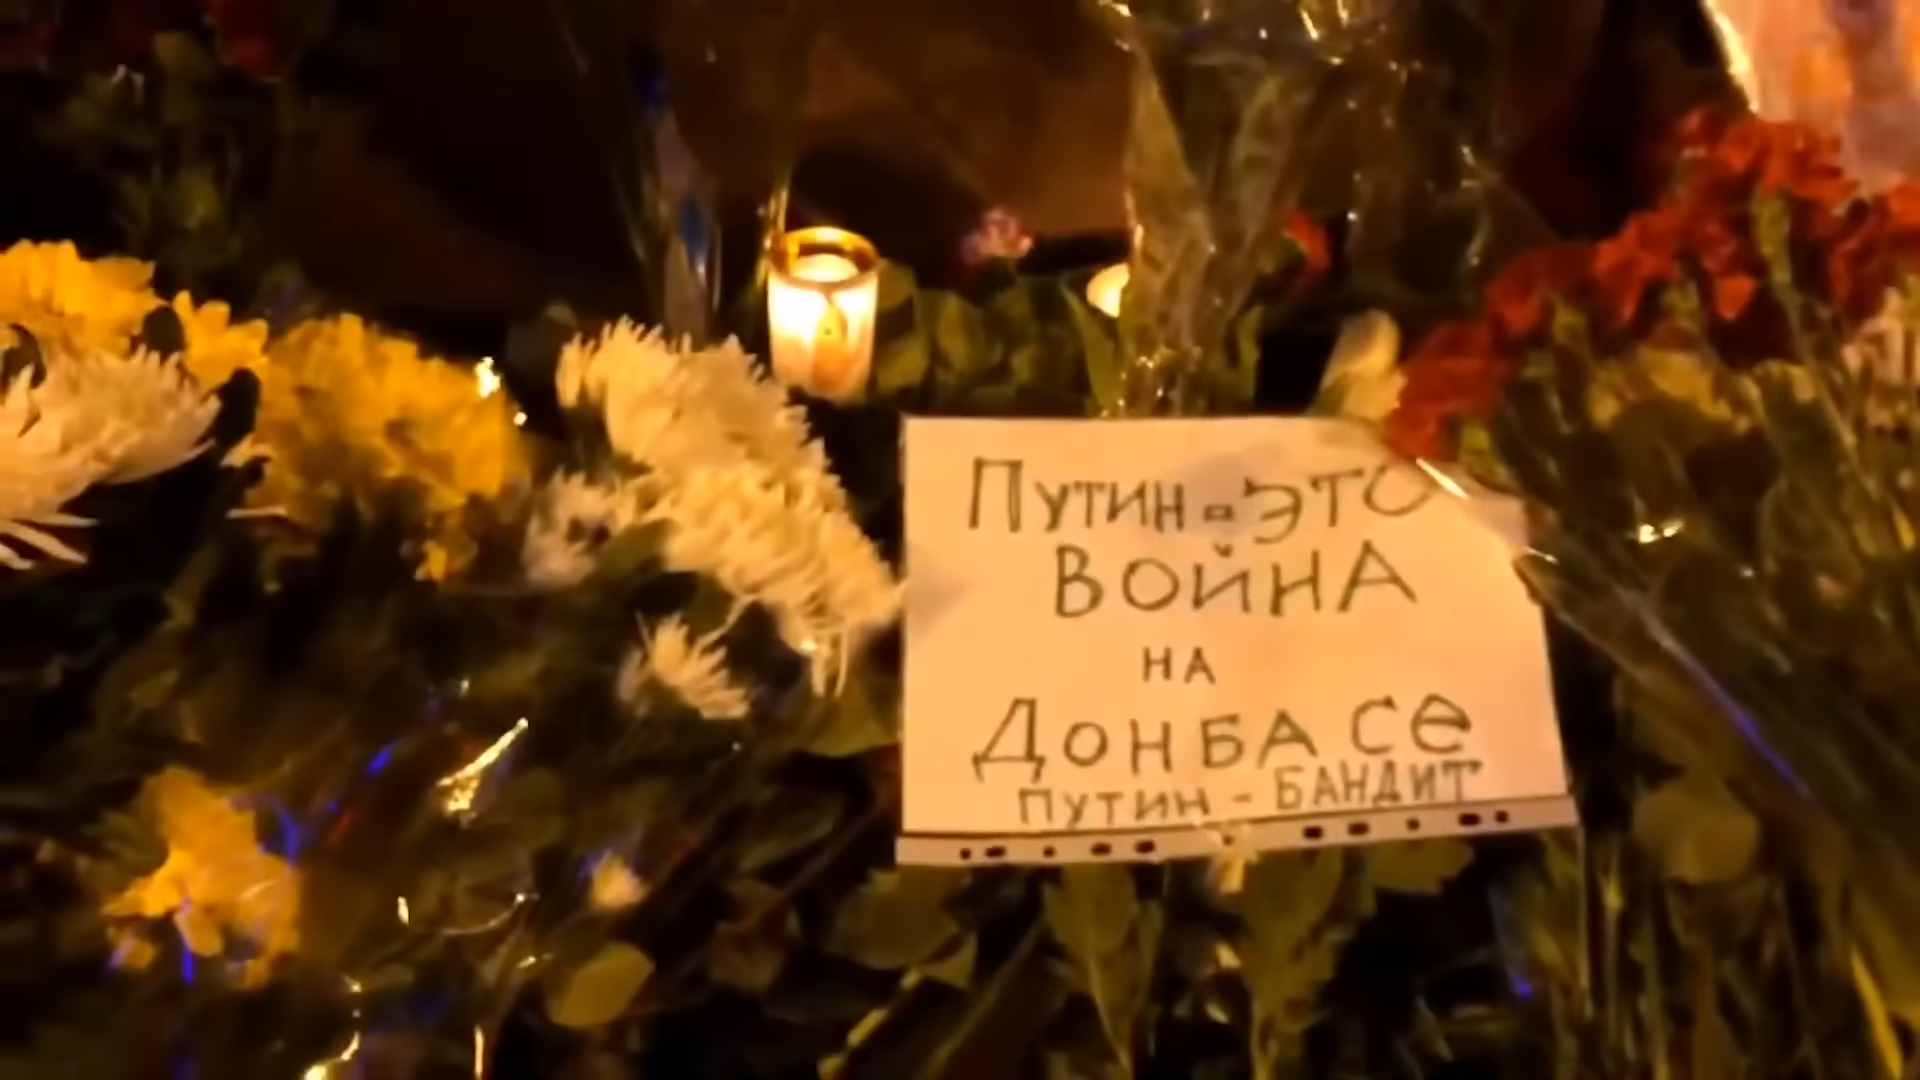 Путин - это
война
на
Донбасе
Путин - бандит